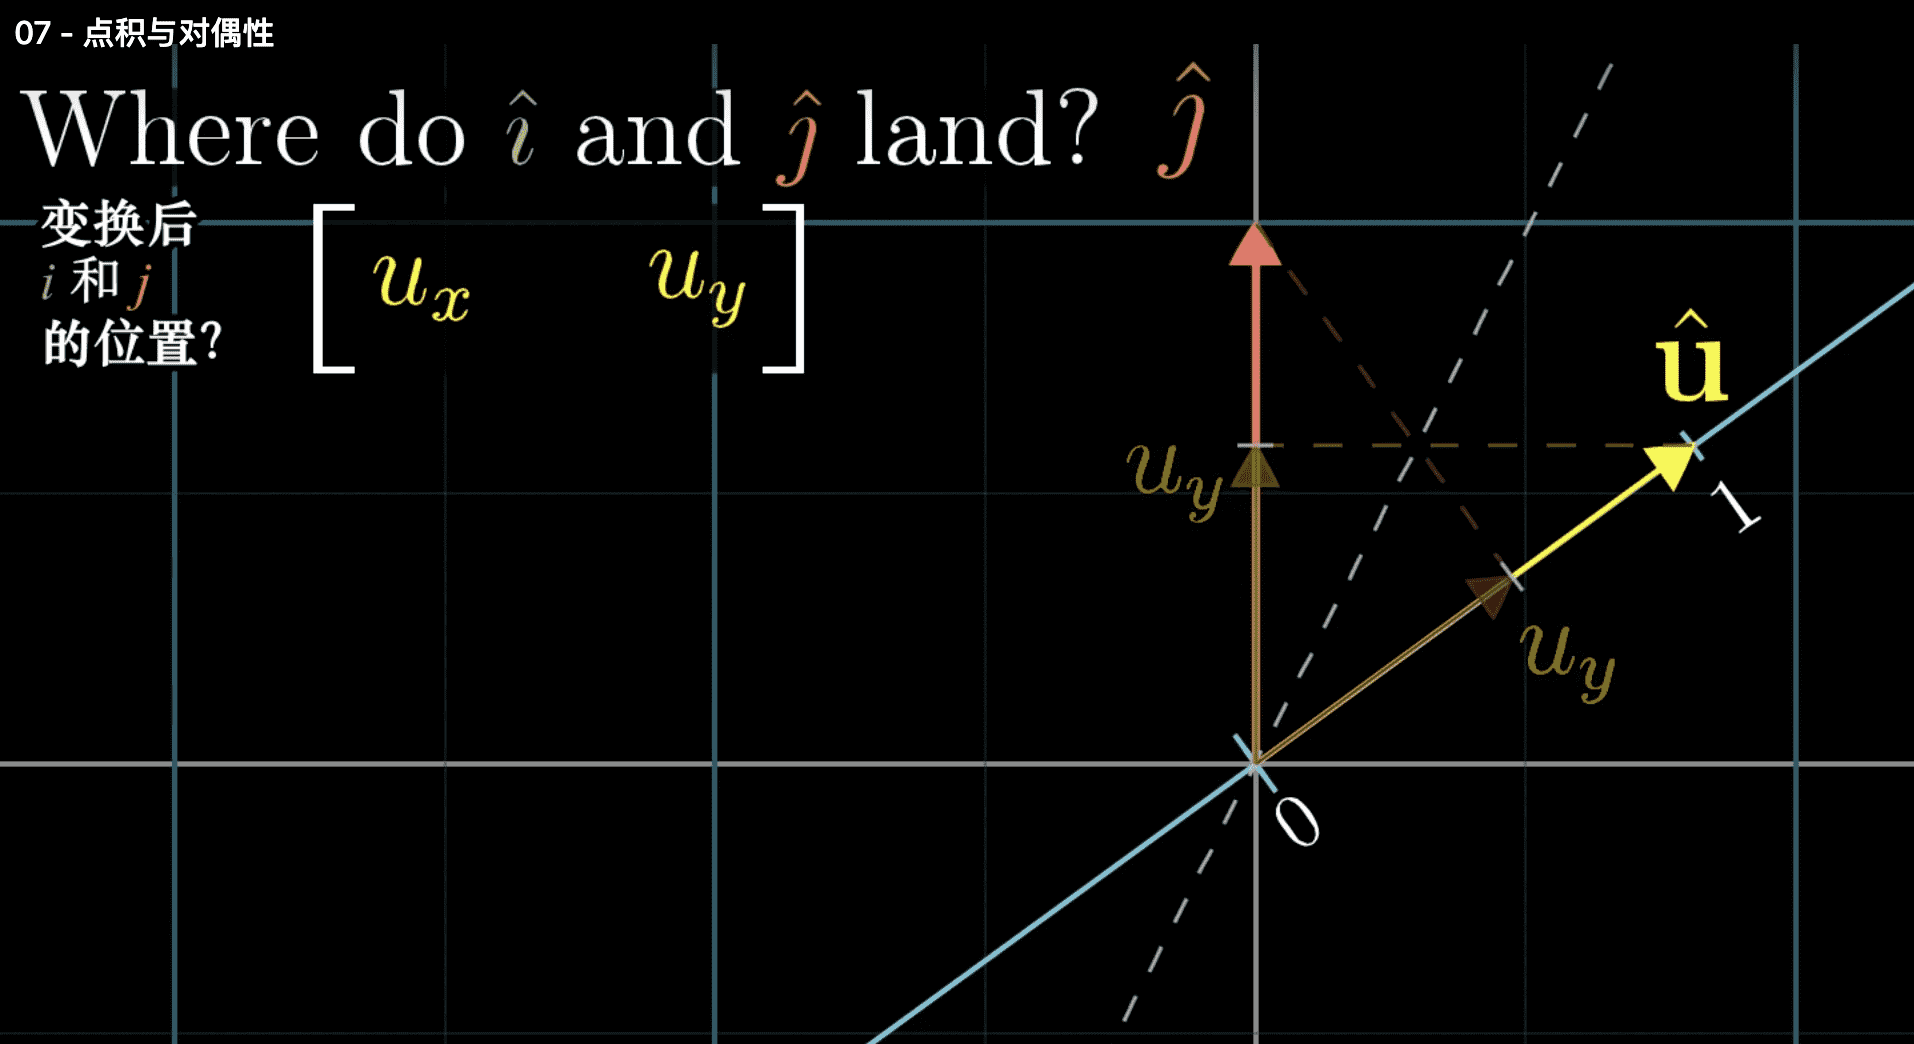 07 - 点积与对偶性
Where do î and ĵ land?
ĵ
变换后
i 和 j
的位置?
[ u_x u_y ]
û
u_y
1
u_y
0